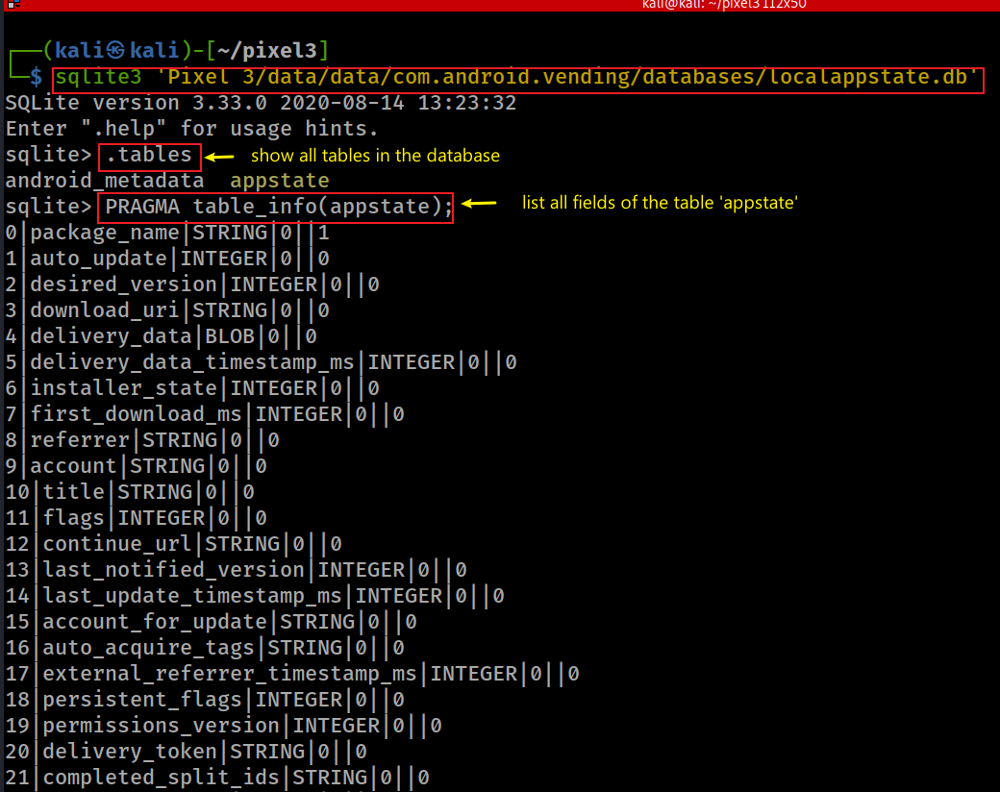 kali@kali: ~/pixel3 112x50
┌──(kali㉿kali)-[~/pixel3]
└─$ sqlite3 'Pixel 3/data/data/com.android.vending/databases/localappstate.db'
SQLite version 3.33.0 2020-08-14 13:23:32
Enter ".help" for usage hints.
sqlite> .tables show all tables in the database
android_metadata  appstate
sqlite> PRAGMA table_info(appstate); list all fields of the table 'appstate'
0|package_name|STRING|0||1
1|auto_update|INTEGER|0||0
2|desired_version|INTEGER|0||0
3|download_uri|STRING|0||0
4|delivery_data|BLOB|0||0
5|delivery_data_timestamp_ms|INTEGER|0||0
6|installer_state|INTEGER|0||0
7|first_download_ms|INTEGER|0||0
8|referrer|STRING|0||0
9|account|STRING|0||0
10|title|STRING|0||0
11|flags|INTEGER|0||0
12|continue_url|STRING|0||0
13|last_notified_version|INTEGER|0||0
14|last_update_timestamp_ms|INTEGER|0||0
15|account_for_update|STRING|0||0
16|auto_acquire_tags|STRING|0||0
17|external_referrer_timestamp_ms|INTEGER|0||0
18|persistent_flags|INTEGER|0||0
19|permissions_version|INTEGER|0||0
20|delivery_token|STRING|0||0
21|completed_split_ids|STRING|0||0